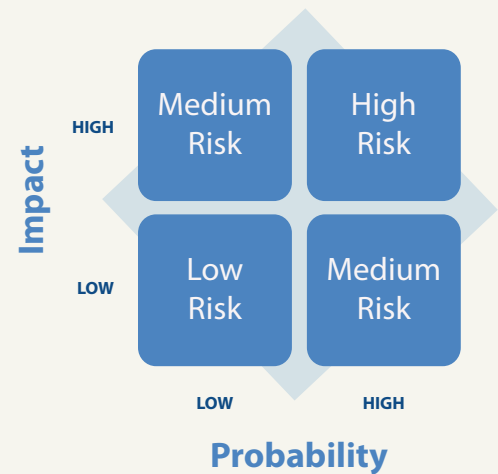 Impact
HIGH
Medium
Risk
High
Risk
LOW
Low
Risk
Medium
Risk
LOW
HIGH
Probability